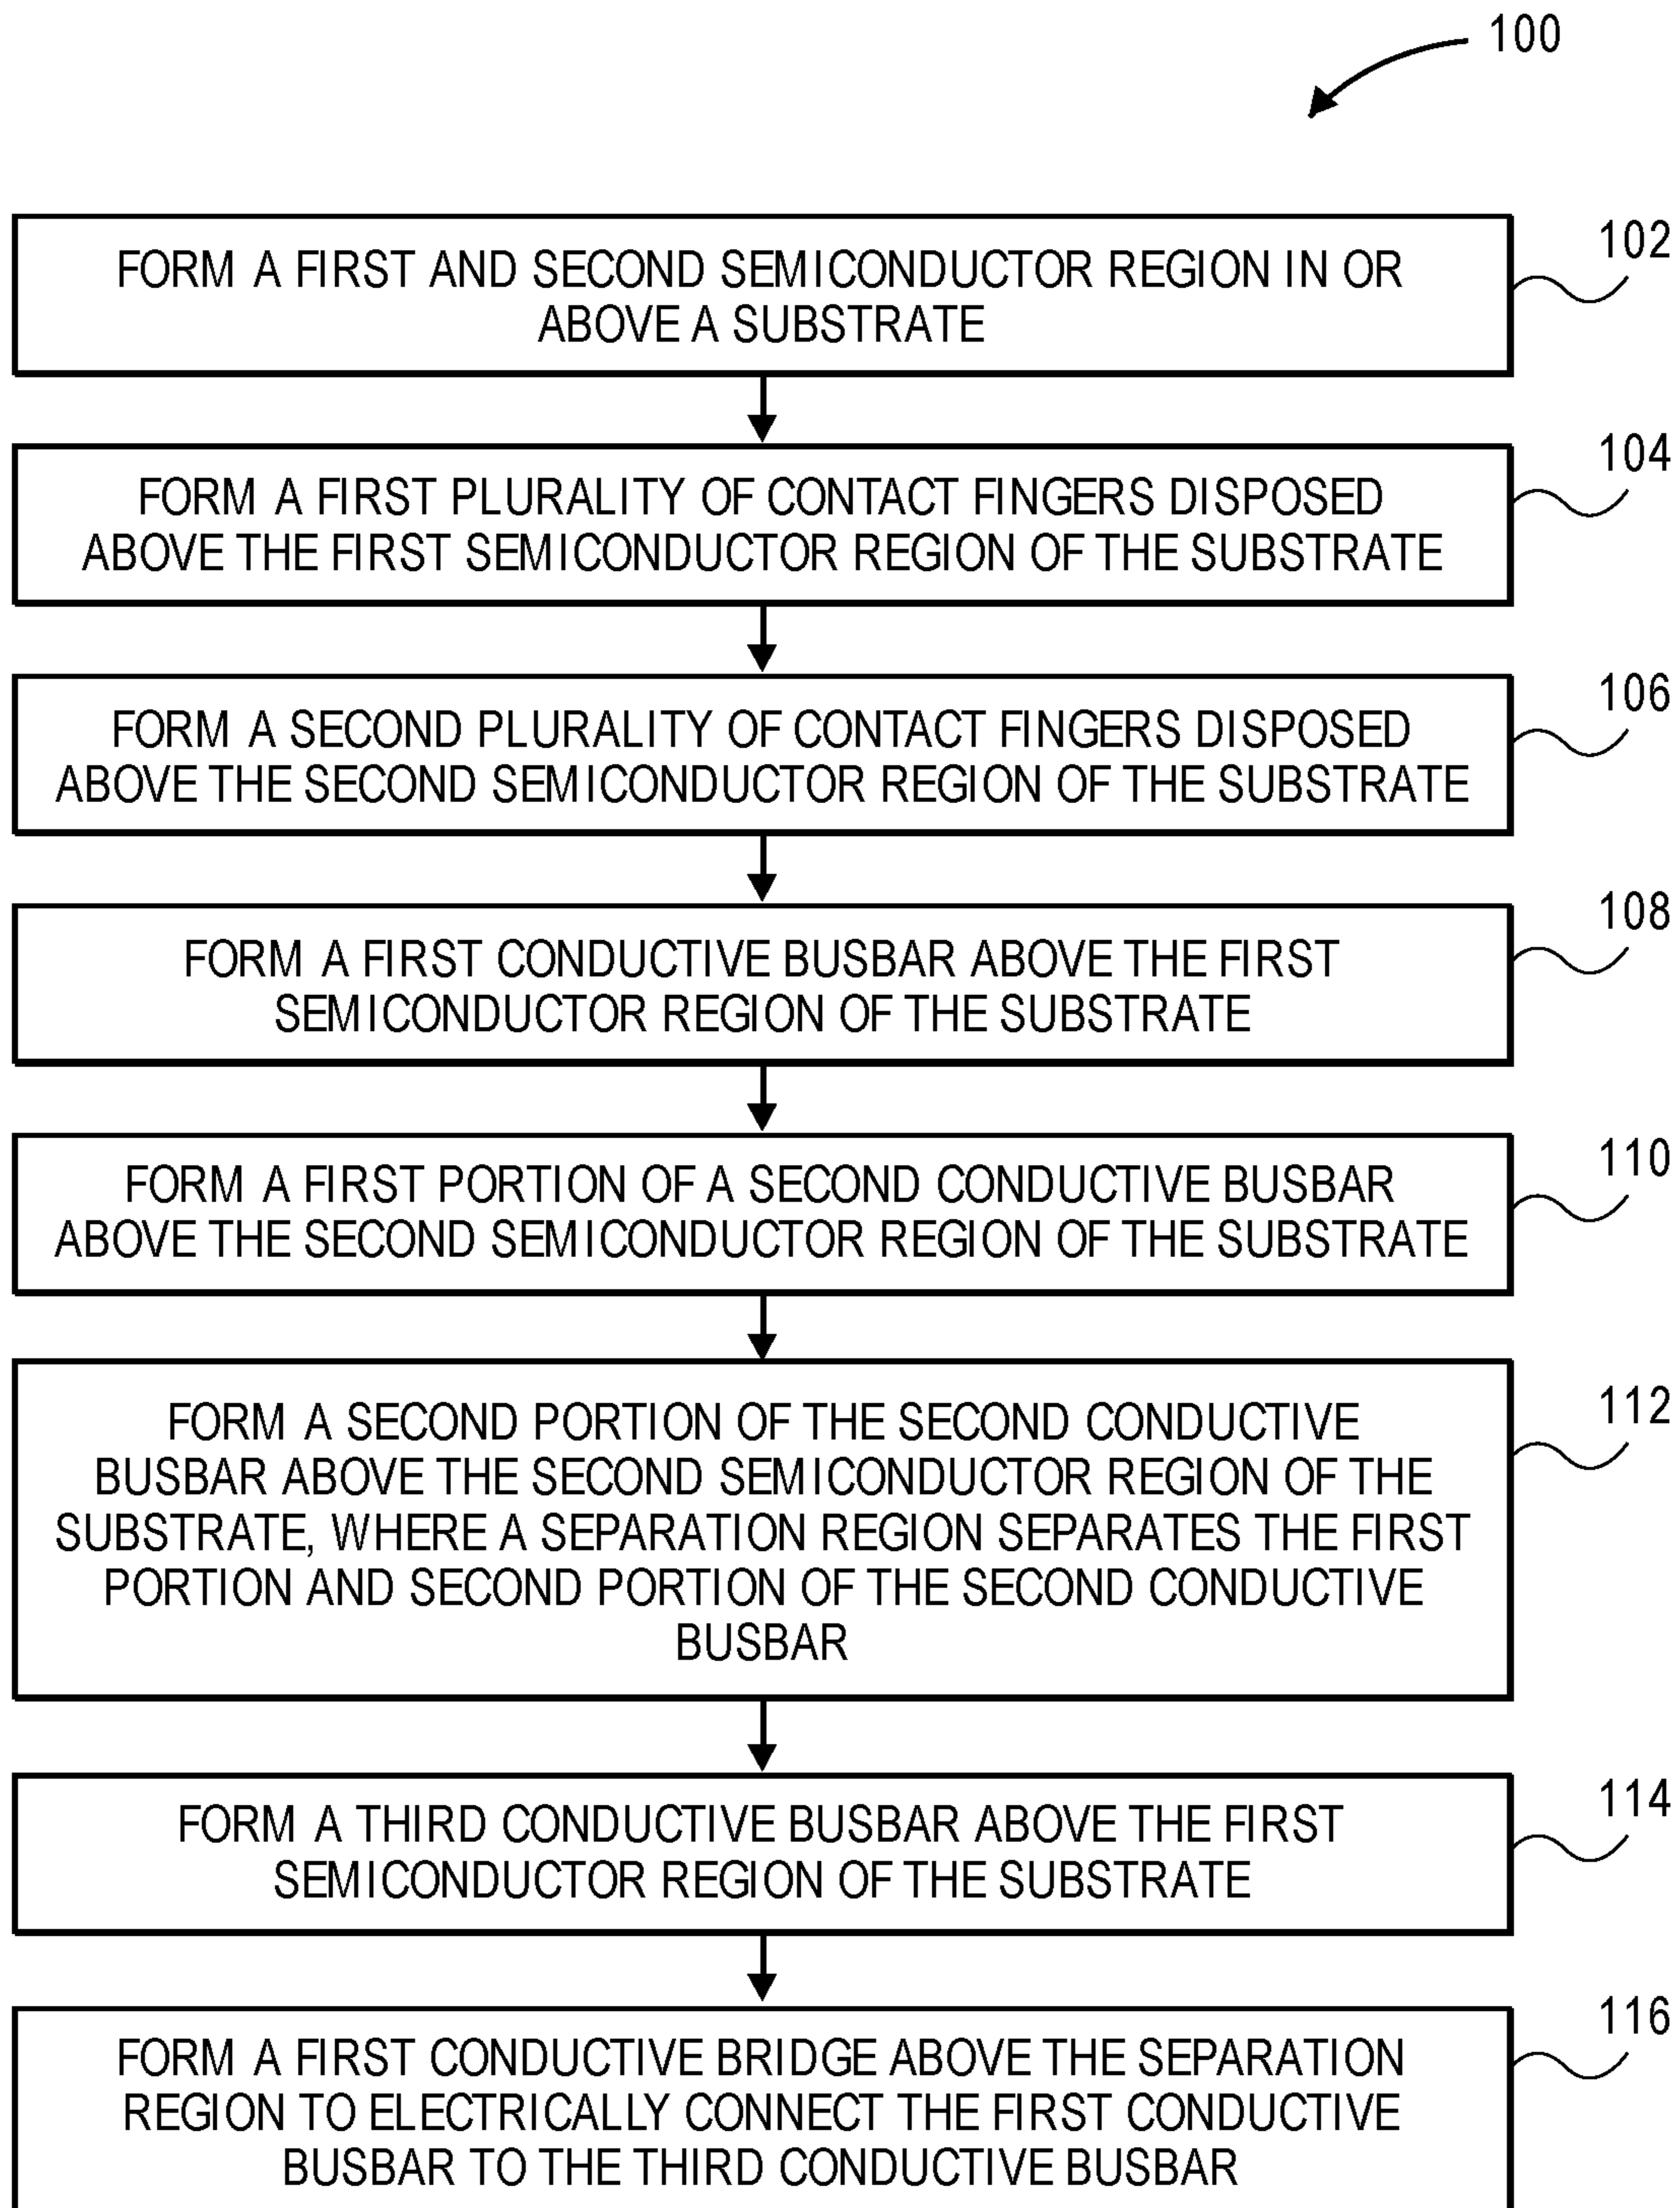 100
FORM A FIRST AND SECOND SEMICONDUCTOR REGION IN OR
ABOVE A SUBSTRATE
102
FORM A FIRST PLURALITY OF CONTACT FINGERS DISPOSED
ABOVE THE FIRST SEMICONDUCTOR REGION OF THE SUBSTRATE
104
FORM A SECOND PLURALITY OF CONTACT FINGERS DISPOSED
ABOVE THE SECOND SEMICONDUCTOR REGION OF THE SUBSTRATE
106
FORM A FIRST CONDUCTIVE BUSBAR ABOVE THE FIRST
SEMICONDUCTOR REGION OF THE SUBSTRATE
108
FORM A FIRST PORTION OF A SECOND CONDUCTIVE BUSBAR
ABOVE THE SECOND SEMICONDUCTOR REGION OF THE SUBSTRATE
110
FORM A SECOND PORTION OF THE SECOND CONDUCTIVE
BUSBAR ABOVE THE SECOND SEMICONDUCTOR REGION OF THE
SUBSTRATE, WHERE A SEPARATION REGION SEPARATES THE FIRST
PORTION AND SECOND PORTION OF THE SECOND CONDUCTIVE
BUSBAR
112
FORM A THIRD CONDUCTIVE BUSBAR ABOVE THE FIRST
SEMICONDUCTOR REGION OF THE SUBSTRATE
114
FORM A FIRST CONDUCTIVE BRIDGE ABOVE THE SEPARATION
REGION TO ELECTRICALLY CONNECT THE FIRST CONDUCTIVE
BUSBAR TO THE THIRD CONDUCTIVE BUSBAR
116